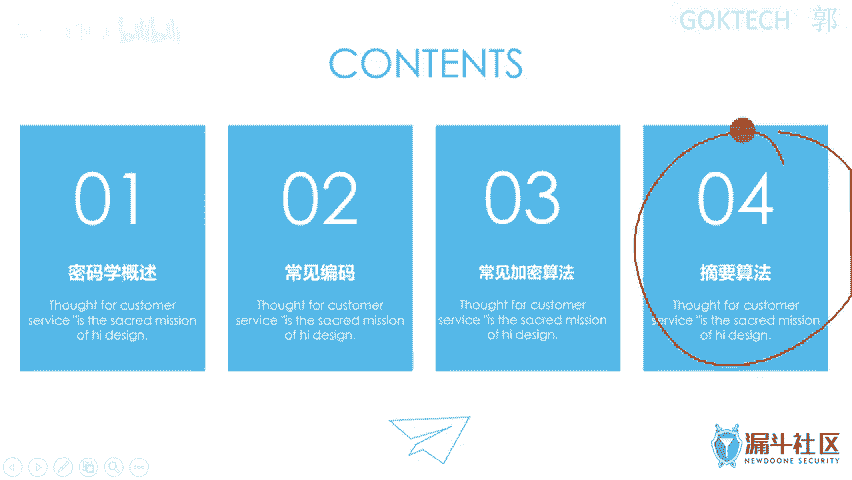 GOKTECH 郭
CONTENTS
01
密码学概述
Thought for customer
service "is the sacred mission
of hi design.
02
常见编码
Thought for customer
service "is the sacred mission
of hi design.
03
常见加密算法
Thought for customer
service "is the sacred mission
of hi design.
04
摘要算法
Thought for customer
service "is the sacred mission
of hi design.
漏斗社区
NEWDOONE SECURITY